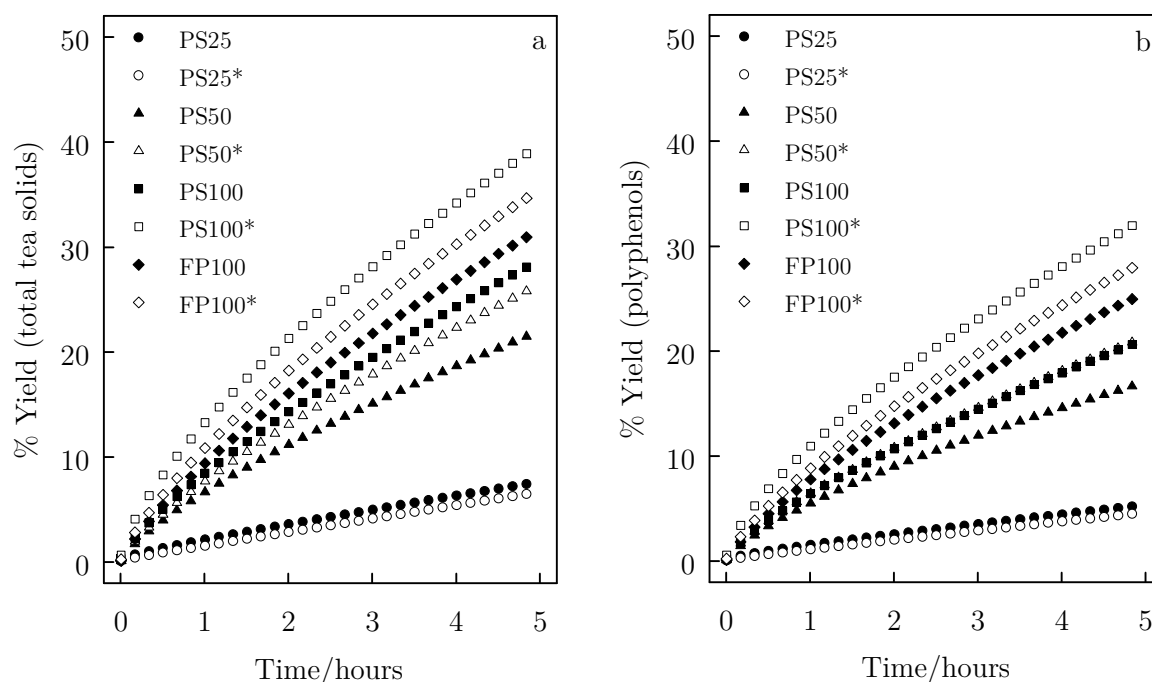 a
% Yield (total tea solids)
50
40
30
20
10
0
PS25
PS25*
PS50
PS50*
PS100
PS100*
FP100
FP100*
0 1 2 3 4 5
Time/hours
b
% Yield (polyphenols)
50
40
30
20
10
0
PS25
PS25*
PS50
PS50*
PS100
PS100*
FP100
FP100*
0 1 2 3 4 5
Time/hours